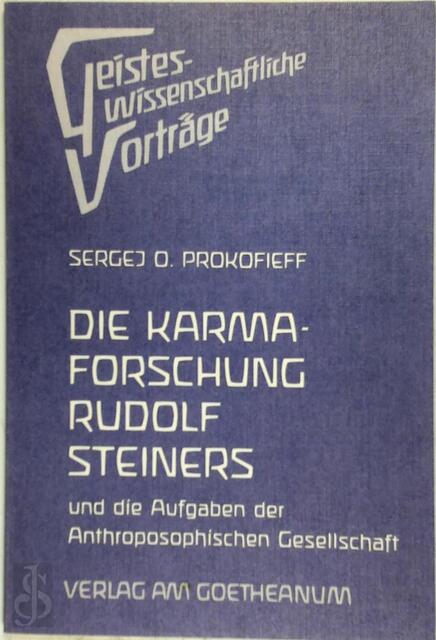 Geistes-
Wissenschaftliche
Vorträge
SERGEJ O. PROKOFIEFF
DIE KARMA-
FORSCHUNG
RUDOLF
STEINERS
und die Aufgaben der
Anthroposophischen Gesellschaft
VERLAG AM GOETHEANUM